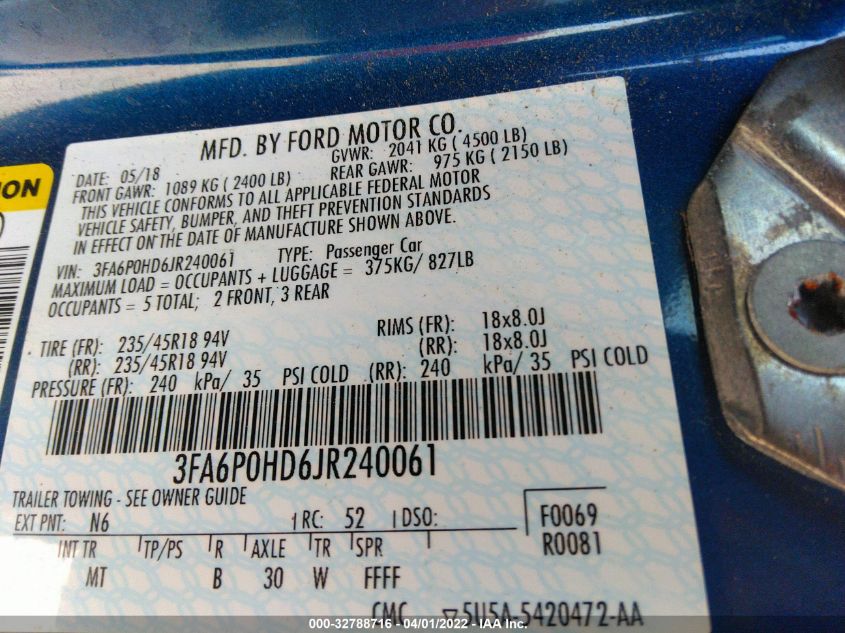 MFD. BY FORD MOTOR CO.
DATE: 05/18 GVWR: 2041 KG ( 4500 LB)
FRONT GAWR: 1089 KG ( 2400 LB) REAR GAWR: 975 KG ( 2150 LB)
THIS VEHICLE CONFORMS TO ALL APPLICABLE FEDERAL MOTOR
VEHICLE SAFETY, BUMPER, AND THEFT PREVENTION STANDARDS
IN EFFECT ON THE DATE OF MANUFACTURE SHOWN ABOVE.
VIN: 3FA6P0HD6JR240061 TYPE: Passenger Car
MAXIMUM LOAD = OCCUPANTS + LUGGAGE = 375KG/ 827LB
OCCUPANTS = 5 TOTAL; 2 FRONT, 3 REAR
TIRE (FR): 235/45R18 94V RIMS (FR): 18x8.0J
(RR): 235/45R18 94V (RR): 18x8.0J
PRESSURE (FR): 240 kPa/ 35 PSI COLD (RR): 240 kPa/ 35 PSI COLD
3FA6P0HD6JR240061
TRAILER TOWING - SEE OWNER GUIDE
EXT PNT: N6 RC: 52 DSO: F0069
R0081
INT TR TP/PS R AXLE TR SPR
MT B 30 W FFFF
CMC 5U5A-5420472-AA
000-32788716 - 04/01/2022 - IAA Inc.